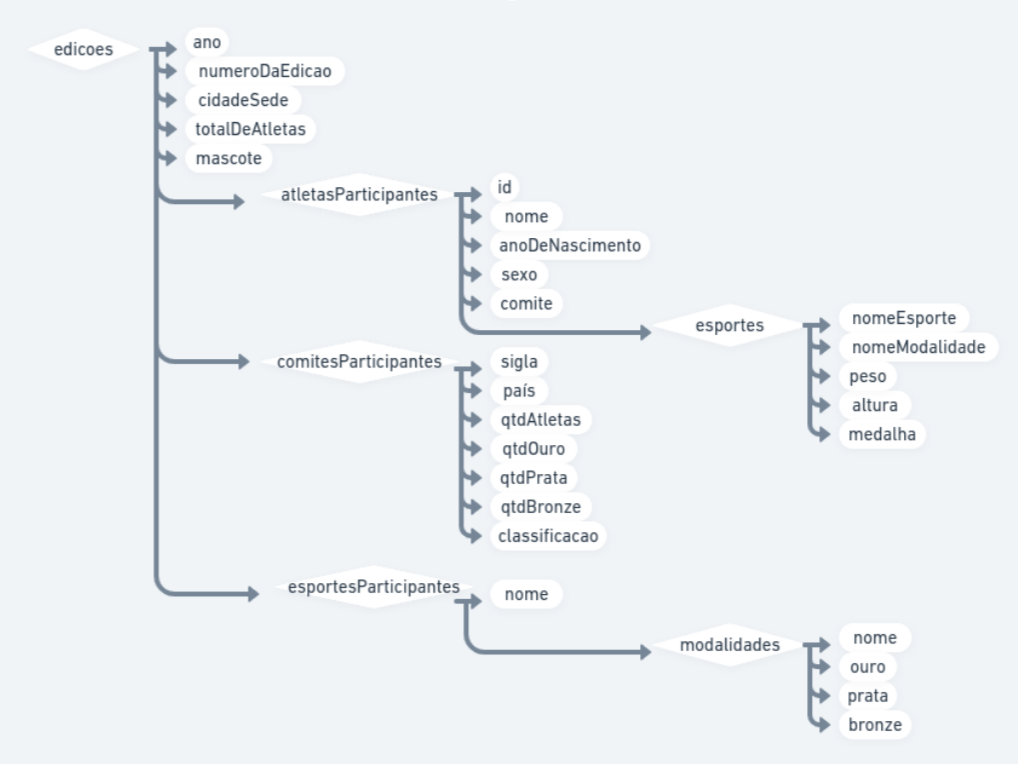 edicoes
ano
numeroDaEdicao
cidadeSede
totalDeAtletas
mascote
atletasParticipantes
id
nome
anoDeNascimento
sexo
comite
esportes
nomeEsporte
nomeModalidade
peso
altura
medalha
comitesParticipantes
sigla
país
qtdAtletas
qtdOuro
qtdPrata
qtdBronze
classificacao
esportesParticipantes
nome
modalidades
nome
ouro
prata
bronze